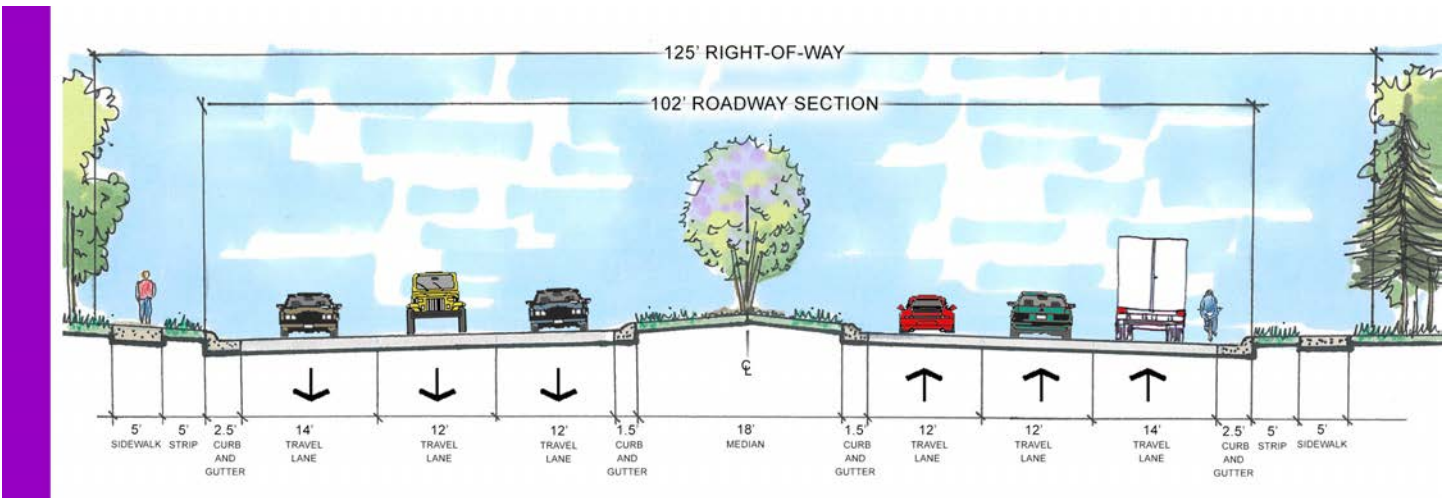 125' RIGHT-OF-WAY
102' ROADWAY SECTION
℄
5'
SIDEWALK
5'
STRIP
2.5'
CURB
AND
GUTTER
14'
TRAVEL
LANE
12'
TRAVEL
LANE
12'
TRAVEL
LANE
1.5'
CURB
AND
GUTTER
18'
MEDIAN
1.5'
CURB
AND
GUTTER
12'
TRAVEL
LANE
12'
TRAVEL
LANE
14'
TRAVEL
LANE
2.5'
CURB
AND
GUTTER
5'
STRIP
5'
SIDEWALK